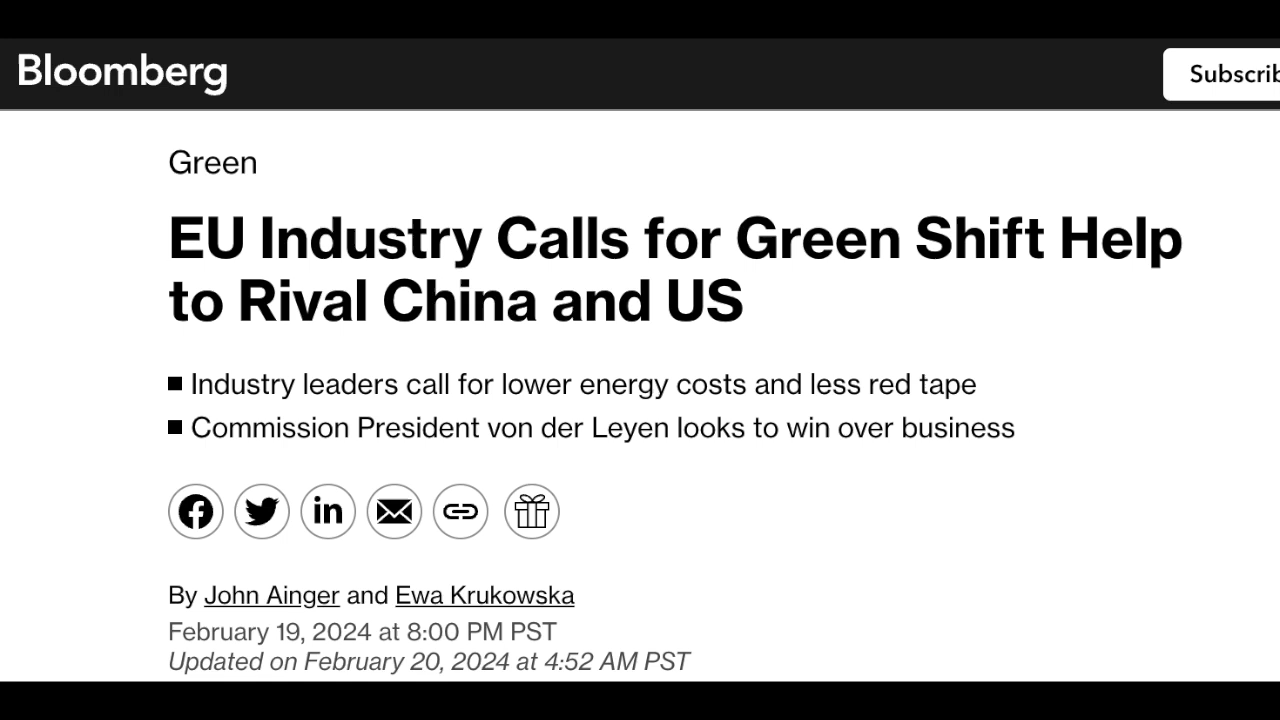 Bloomberg
Subscrib
Green
EU Industry Calls for Green Shift Help
to Rival China and US
Industry leaders call for lower energy costs and less red tape
Commission President von der Leyen looks to win over business
in
By John Ainger and Ewa Krukowska
February 19, 2024 at 8:00 PM PST
Updated on February 20, 2024 at 4:52 AM PST